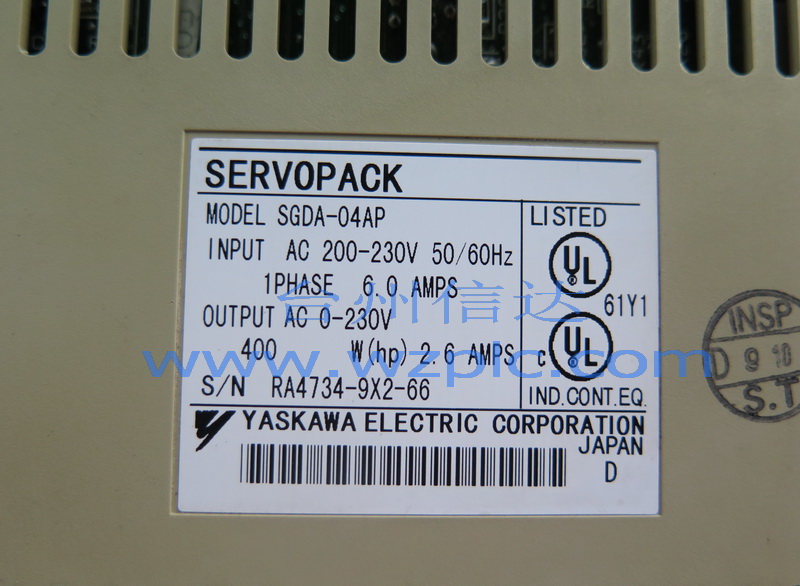 SERVOPACK
MODEL SGDA-04AP
INPUT AC 200-230V 50/60Hz
1PHASE 6.0 AMPS
OUTPUT AC 0-230V
400 W(hp) 2.6 AMPS
S/N RA4734-9X2-66
LISTED
UL
®
61Y1
c UL
®
IND.CONT.EQ.
YASKAWA ELECTRIC CORPORATION
JAPAN
D
INSP
D 9 10
S.T
台州信达
www.wzplc.com